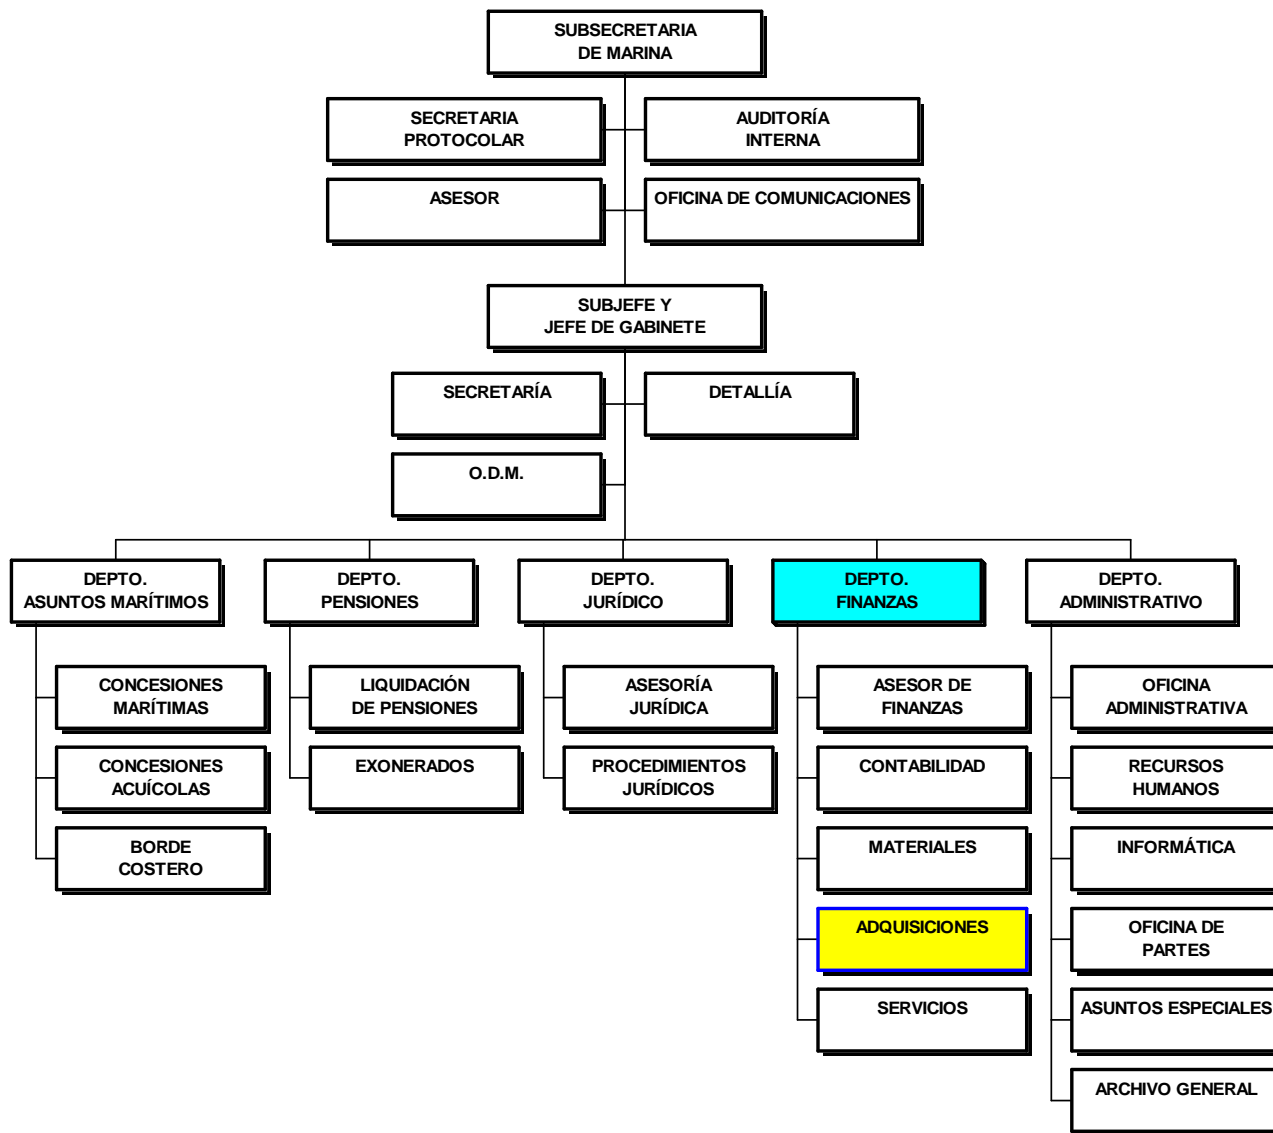 SUBSECRETARIA
DE MARINA
SECRETARIA
PROTOCOLAR
AUDITORÍA
INTERNA
ASESOR
OFICINA DE COMUNICACIONES
SUBJEFE Y
JEFE DE GABINETE
SECRETARÍA
DETALLÍA
O.D.M.
DEPTO.
ASUNTOS MARÍTIMOS
CONCESIONES
MARÍTIMAS
CONCESIONES
ACUÍCOLAS
BORDE
COSTERO
DEPTO.
PENSIONES
LIQUIDACIÓN
DE PENSIONES
EXONERADOS
DEPTO.
JURÍDICO
ASESORÍA
JURÍDICA
PROCEDIMIENTOS
JURÍDICOS
DEPTO.
FINANZAS
ASESOR DE
FINANZAS
CONTABILIDAD
MATERIALES
ADQUISICIONES
SERVICIOS
DEPTO.
ADMINISTRATIVO
OFICINA
ADMINISTRATIVA
RECURSOS
HUMANOS
INFORMÁTICA
OFICINA DE
PARTES
ASUNTOS ESPECIALES
ARCHIVO GENERAL